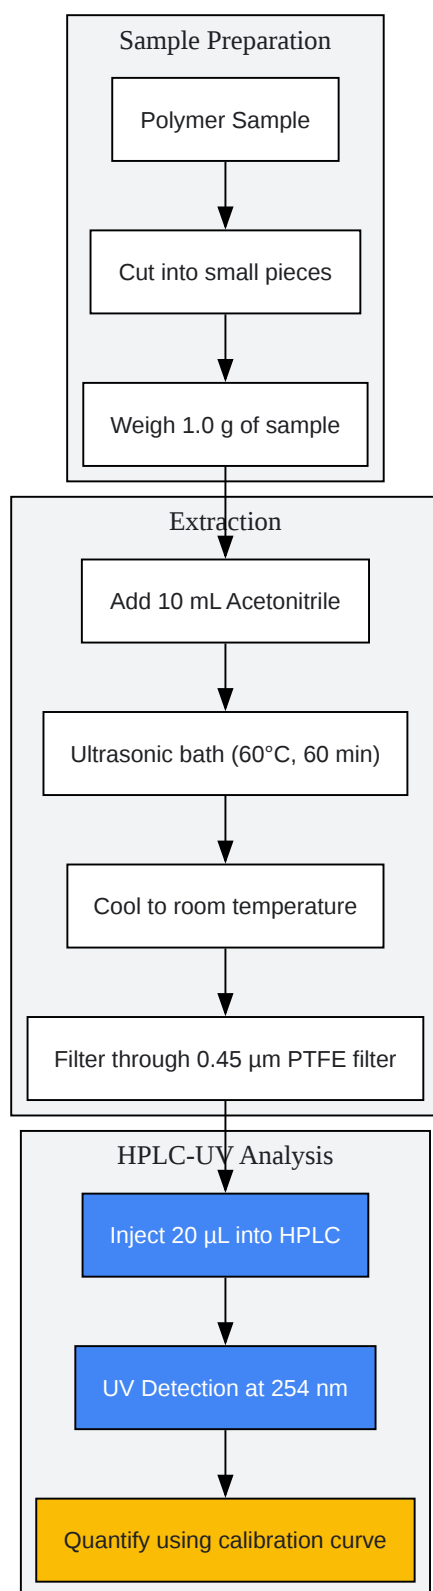 Sample Preparation
Polymer Sample
Cut into small pieces
Weigh 1.0 g of sample
Extraction
Add 10 mL Acetonitrile
Ultrasonic bath (60°C, 60 min)
Cool to room temperature
Filter through 0.45 µm PTFE filter
HPLC-UV Analysis
Inject 20 µL into HPLC
UV Detection at 254 nm
Quantify using calibration curve